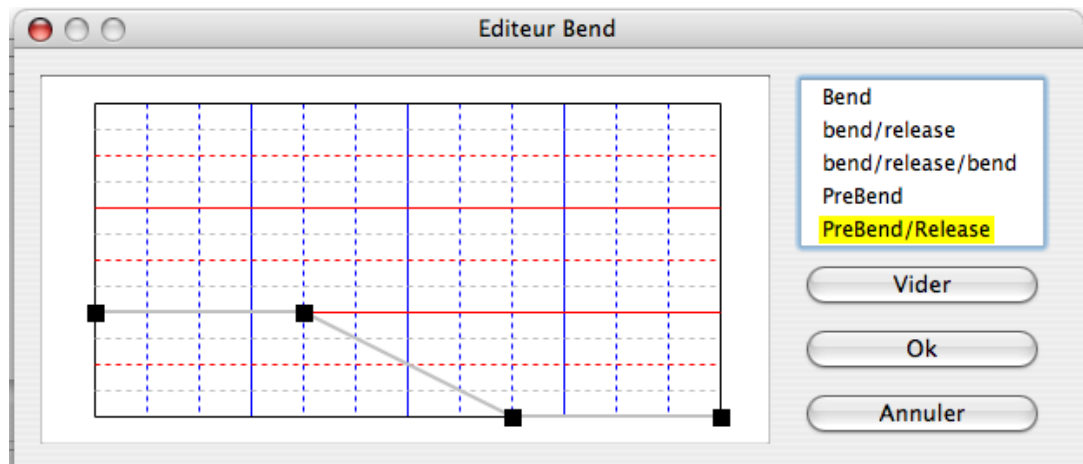 Editeur Bend
Bend
bend/release
bend/release/bend
PreBend
PreBend/Release
Vider
Ok
Annuler